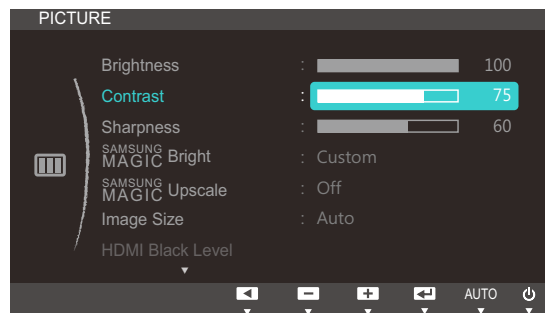 PICTURE
Brightness : 100
Contrast : 75
Sharpness : 60
SAMSUNG MAGIC Bright : Custom
SAMSUNG MAGIC Upscale : Off
Image Size : Auto
HDMI Black Level
AUTO